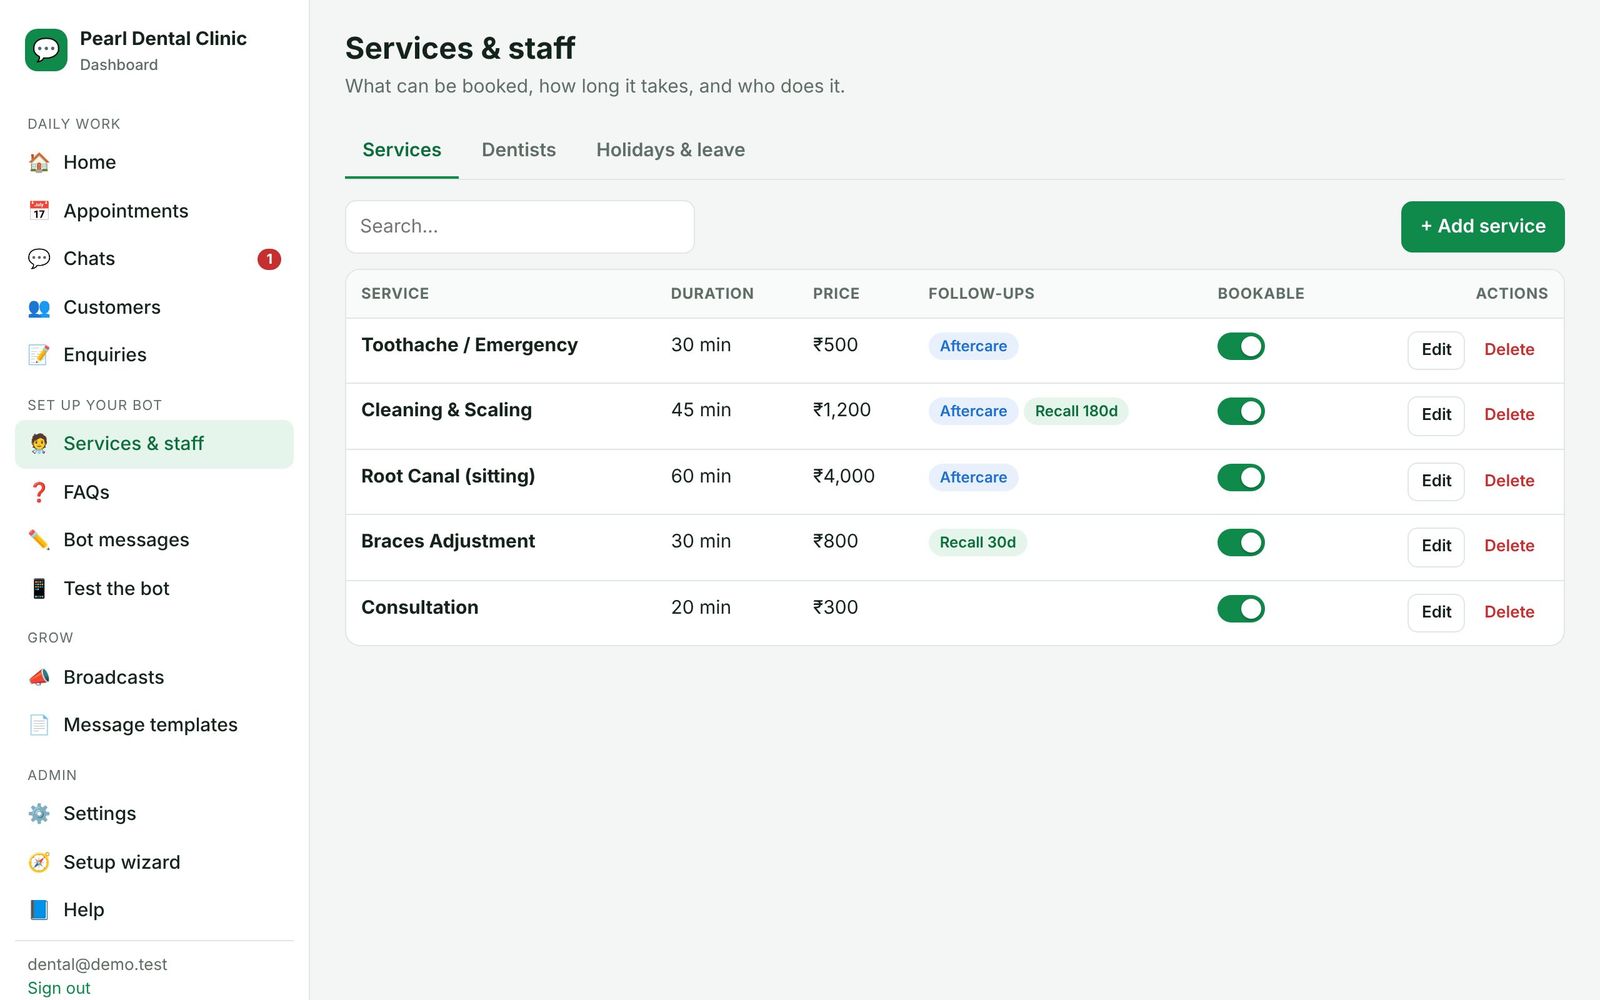 Pearl Dental Clinic
Dashboard
DAILY WORK
Home
Appointments
Chats 1
Customers
Enquiries
SET UP YOUR BOT
Services & staff
FAQs
Bot messages
Test the bot
GROW
Broadcasts
Message templates
ADMIN
Settings
Setup wizard
Help
dental@demo.test
Sign out
Services & staff
What can be booked, how long it takes, and who does it.
Services Dentists Holidays & leave
Search...
+ Add service
SERVICE DURATION PRICE FOLLOW-UPS BOOKABLE ACTIONS
Toothache / Emergency 30 min ₹500 Aftercare Edit Delete
Cleaning & Scaling 45 min ₹1,200 Aftercare Recall 180d Edit Delete
Root Canal (sitting) 60 min ₹4,000 Aftercare Edit Delete
Braces Adjustment 30 min ₹800 Recall 30d Edit Delete
Consultation 20 min ₹300 Edit Delete